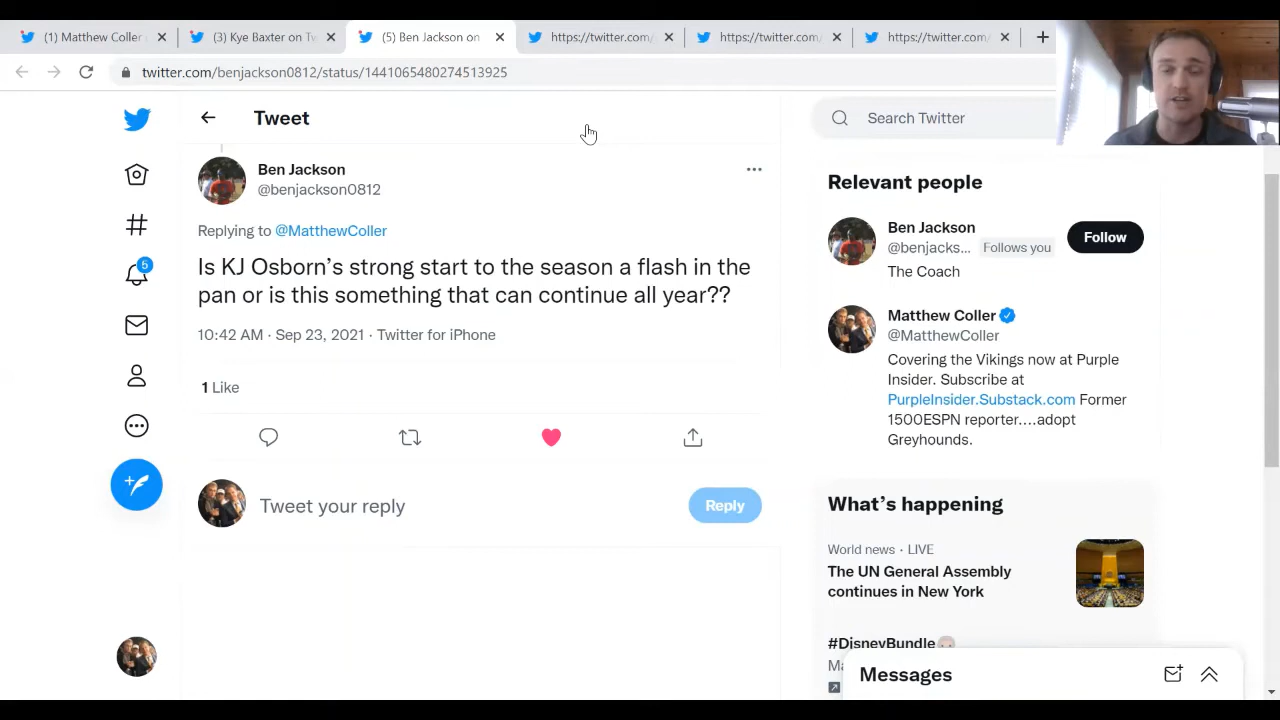 (1) Matthew Coller
(3) Kye Baxter on Tw
(5) Ben Jackson on
https://twitter.com/
https://twitter.com/
https://twitter.com/
twitter.com/benjackson0812/status/1441065480274513925
Tweet
Search Twitter
Ben Jackson
@benjackson0812
Replying to @MatthewColler
Is KJ Osborn’s strong start to the season a flash in the
pan or is this something that can continue all year??
10:42 AM · Sep 23, 2021 · Twitter for iPhone
1 Like
Tweet your reply
Reply
5
Relevant people
Ben Jackson
@benjacks... Follows you
Follow
The Coach
Matthew Coller
@MatthewColler
Covering the Vikings now at Purple
Insider. Subscribe at
PurpleInsider.Substack.com Former
1500ESPN reporter....adopt
Greyhounds.
What’s happening
World news · LIVE
The UN General Assembly
continues in New York
#DisneyBundle
Messages